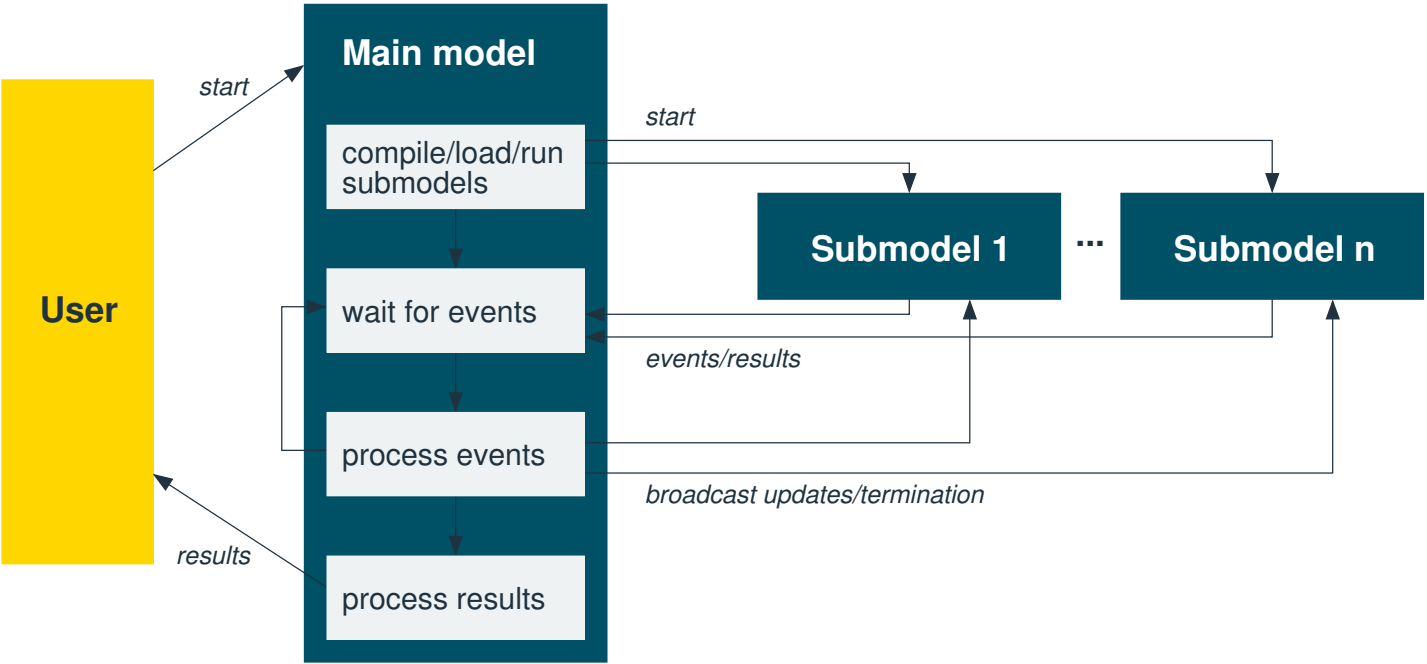 Main model
start
start
compile/load/run
submodels
Submodel 1
...
Submodel n
User
wait for events
events/results
process events
broadcast updates/termination
results
process results